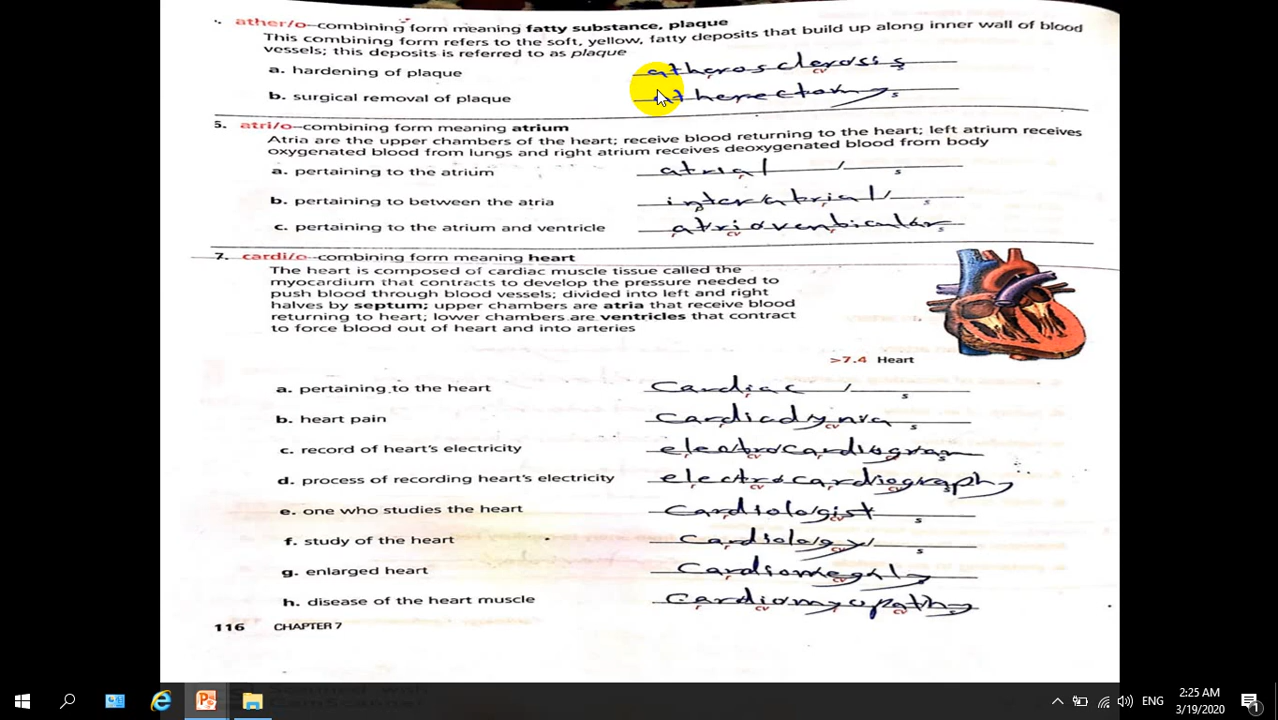 ather/o–combining form meaning fatty substance, plaque
This combining form refers to the soft, yellow, fatty deposits that build up along inner wall of blood
vessels; this deposits is referred to as plaque
a. hardening of plaque atherosclerosis
b. surgical removal of plaque atherectomy
5. atri/o–combining form meaning atrium
Atria are the upper chambers of the heart; receive blood returning to the heart; left atrium receives
oxygenated blood from lungs and right atrium receives deoxygenated blood from body
a. pertaining to the atrium atrial
b. pertaining to between the atria inter/atrial
c. pertaining to the atrium and ventricle
7. cardi/o–combining form meaning heart
The heart is composed of cardiac muscle tissue called the
myocardium that contracts to develop the pressure needed to
push blood through blood vessels; divided into left and right
halves by septum; upper chambers are atria that receive blood
returning to heart; lower chambers are ventricles that contract
to force blood out of heart and into arteries
>7.4 Heart
a. pertaining to the heart Cardiac
b. heart pain
c. record of heart's electricity electrocardiogram
d. process of recording heart's electricity electrocardiography
e. one who studies the heart Cardiologist
f. study of the heart Cardiology
g. enlarged heart Cardiomegaly
h. disease of the heart muscle Cardiomyopathy
116 CHAPTER 7
ENG
2:25 AM
3/19/2020